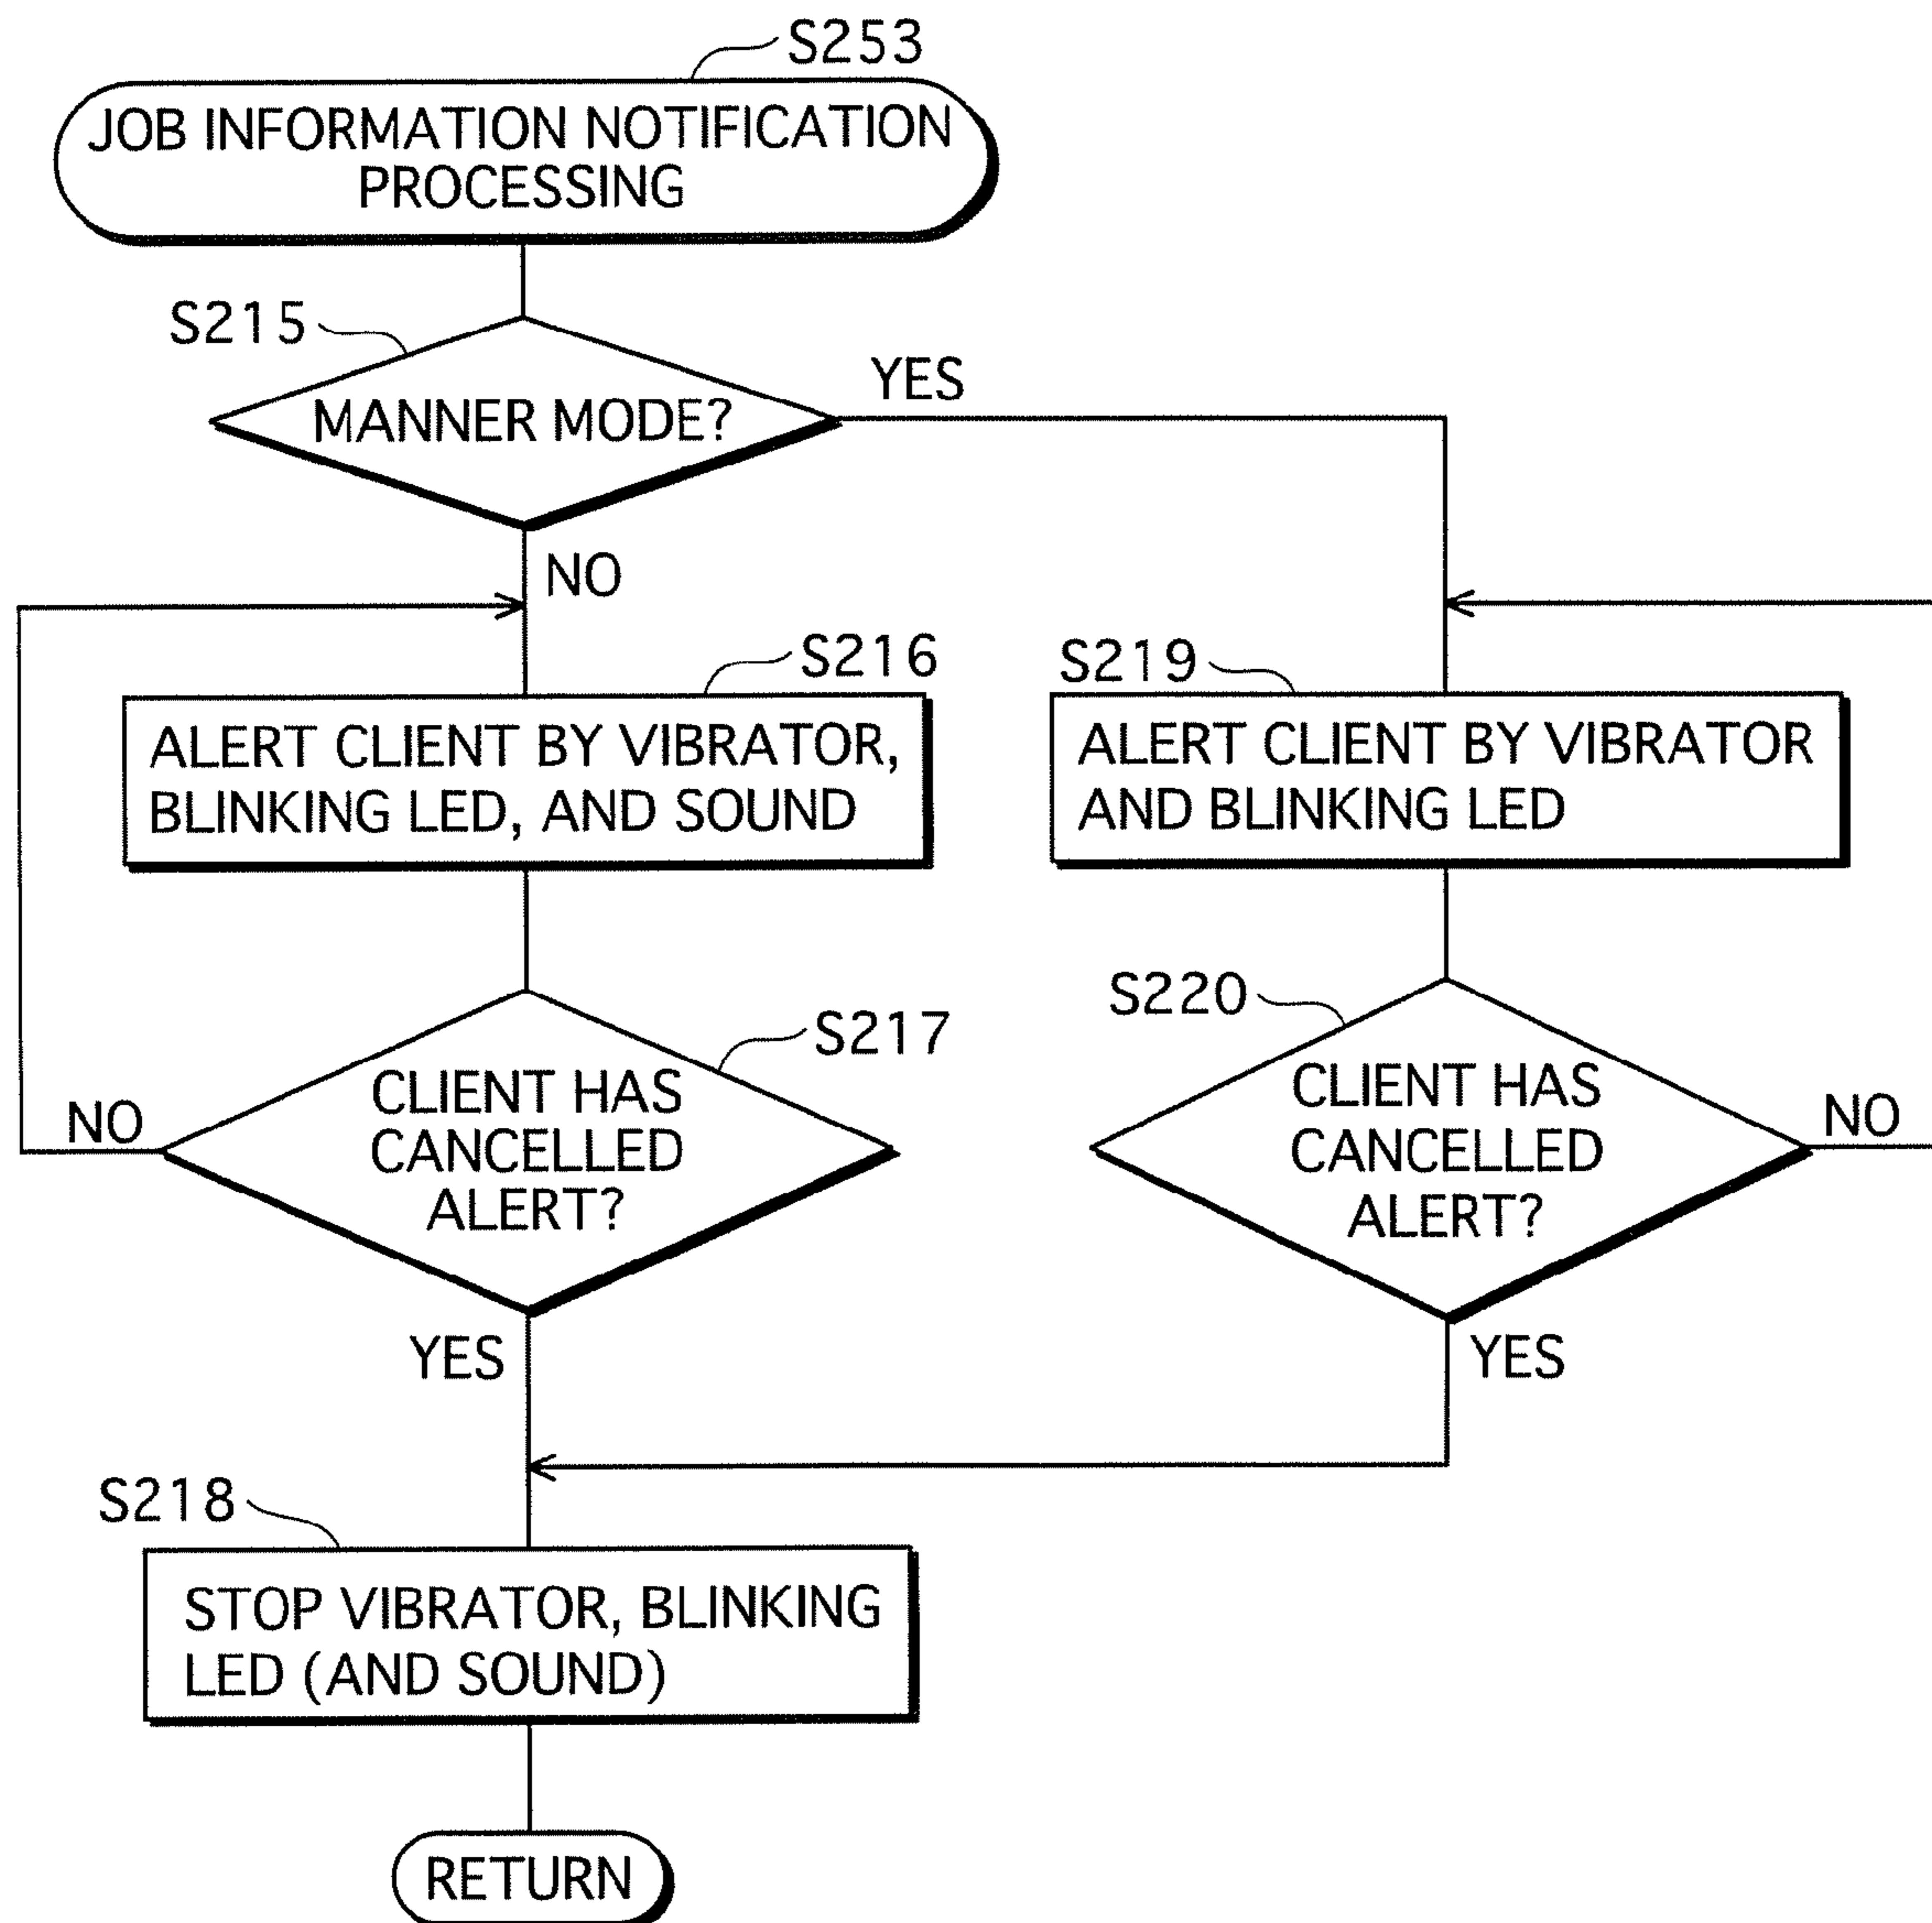 S253
JOB INFORMATION NOTIFICATION
PROCESSING
S215
MANNER MODE?
YES
NO
S216
ALERT CLIENT BY VIBRATOR,
BLINKING LED, AND SOUND
S219
ALERT CLIENT BY VIBRATOR
AND BLINKING LED
S217
CLIENT HAS
CANCELLED
ALERT?
NO
YES
S220
CLIENT HAS
CANCELLED
ALERT?
NO
YES
S218
STOP VIBRATOR, BLINKING
LED (AND SOUND)
RETURN